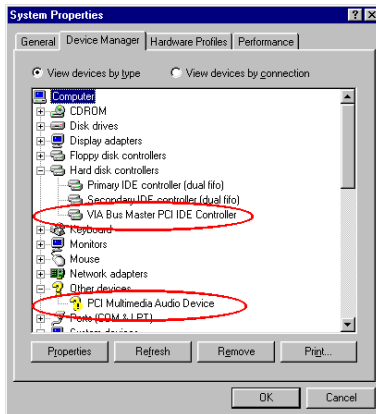 System Properties
General Device Manager Hardware Profiles Performance
View devices by type View devices by connection
Computer
CDROM
Disk drives
Display adapters
Floppy disk controllers
Hard disk controllers
Primary IDE controller (dual fifo)
Secondary IDE controller (dual fifo)
VIA Bus Master PCI IDE Controller
Keyboard
Monitors
Mouse
Network adapters
Other devices
PCI Multimedia Audio Device
Ports (COM & LPT)
System devices
Properties Refresh Remove Print...
OK Cancel